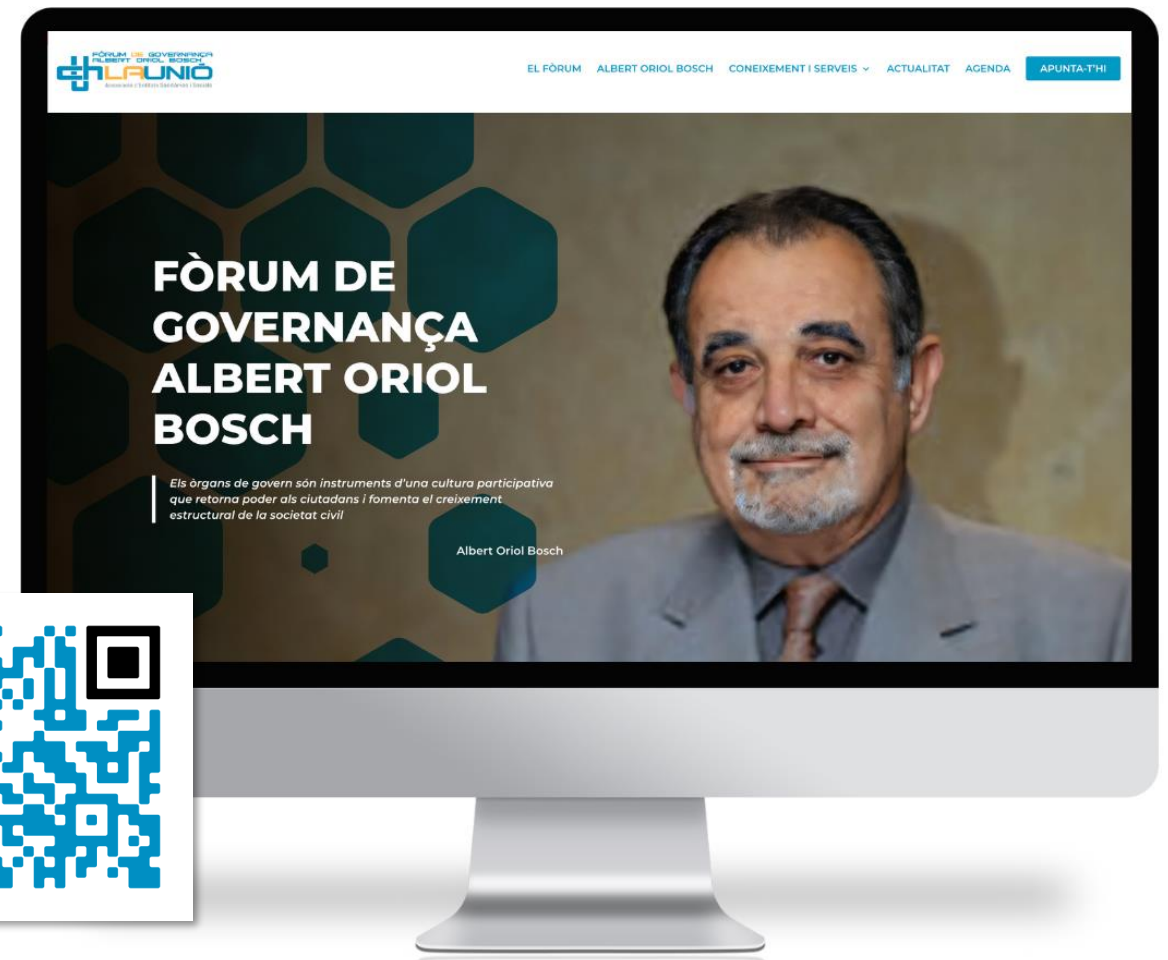 FÒRUM DE GOVERNANÇA
ALBERT ORIOL BOSCH
LAUNIÓ
EL FÒRUM ALBERT ORIOL BOSCH CONEIXEMENT I SERVEIS ACTUALITAT AGENDA APUNTA-T'HI
FÒRUM DE
GOVERNANÇA
ALBERT ORIOL
BOSCH
Els òrgans de govern són instruments d'una cultura participativa
que retorna poder als ciutadans i fomenta el creixement
estructural de la societat civil
Albert Oriol Bosch